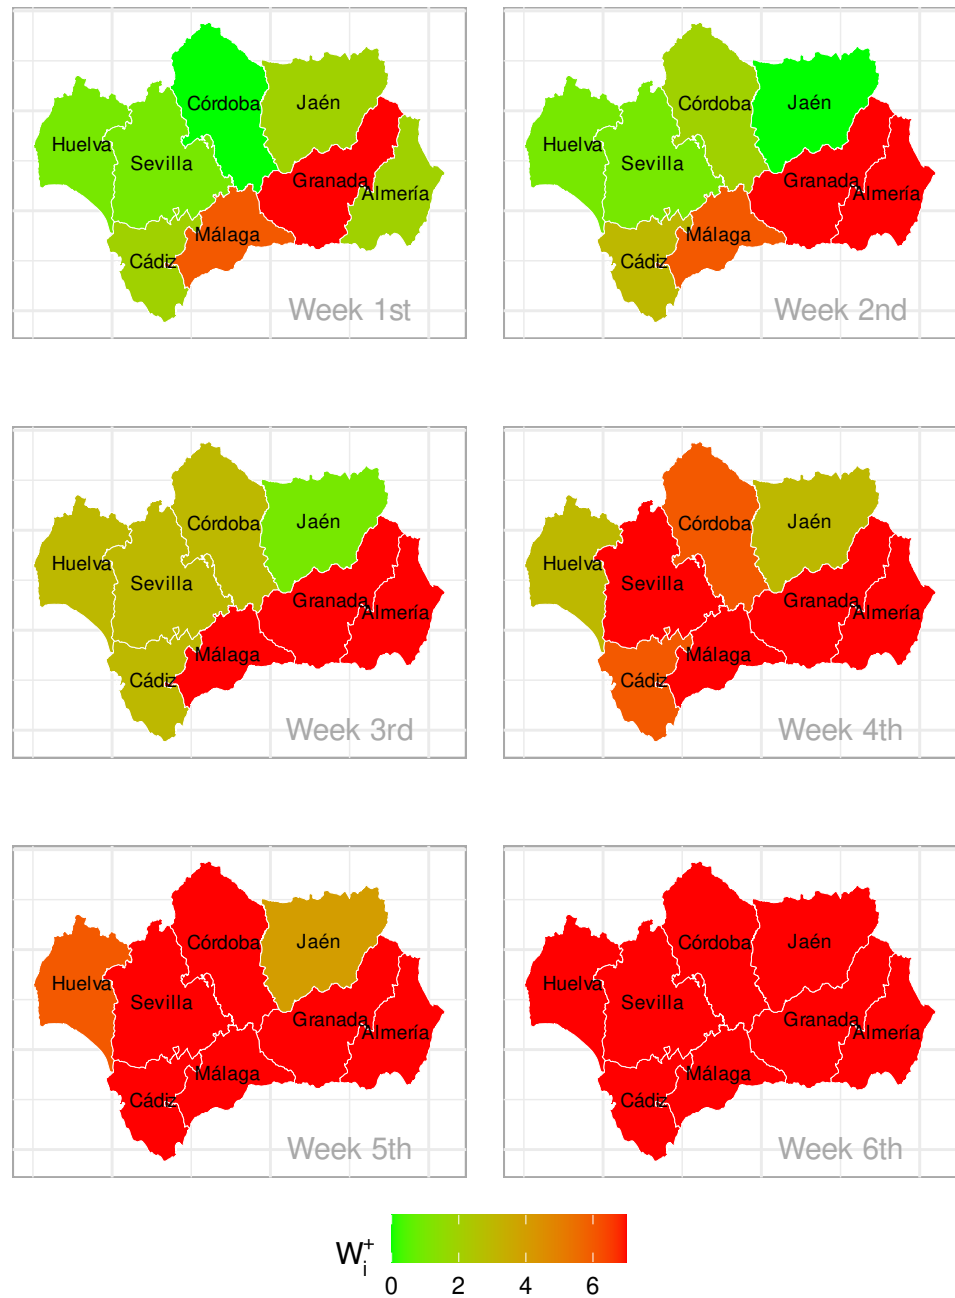 Córdoba
Jaén
Huelva
Sevilla
Granada
Almería
Málaga
Cádiz
Week 1st
Córdoba
Jaén
Huelva
Sevilla
Granada
Almería
Málaga
Cádiz
Week 2nd
Córdoba
Jaén
Huelva
Sevilla
Granada
Almería
Málaga
Cádiz
Week 3rd
Córdoba
Jaén
Huelva
Sevilla
Granada
Almería
Málaga
Cádiz
Week 4th
Córdoba
Jaén
Huelva
Sevilla
Granada
Almería
Málaga
Cádiz
Week 5th
Córdoba
Jaén
Huelva
Sevilla
Granada
Almería
Málaga
Cádiz
Week 6th
W_i^+
0 2 4 6